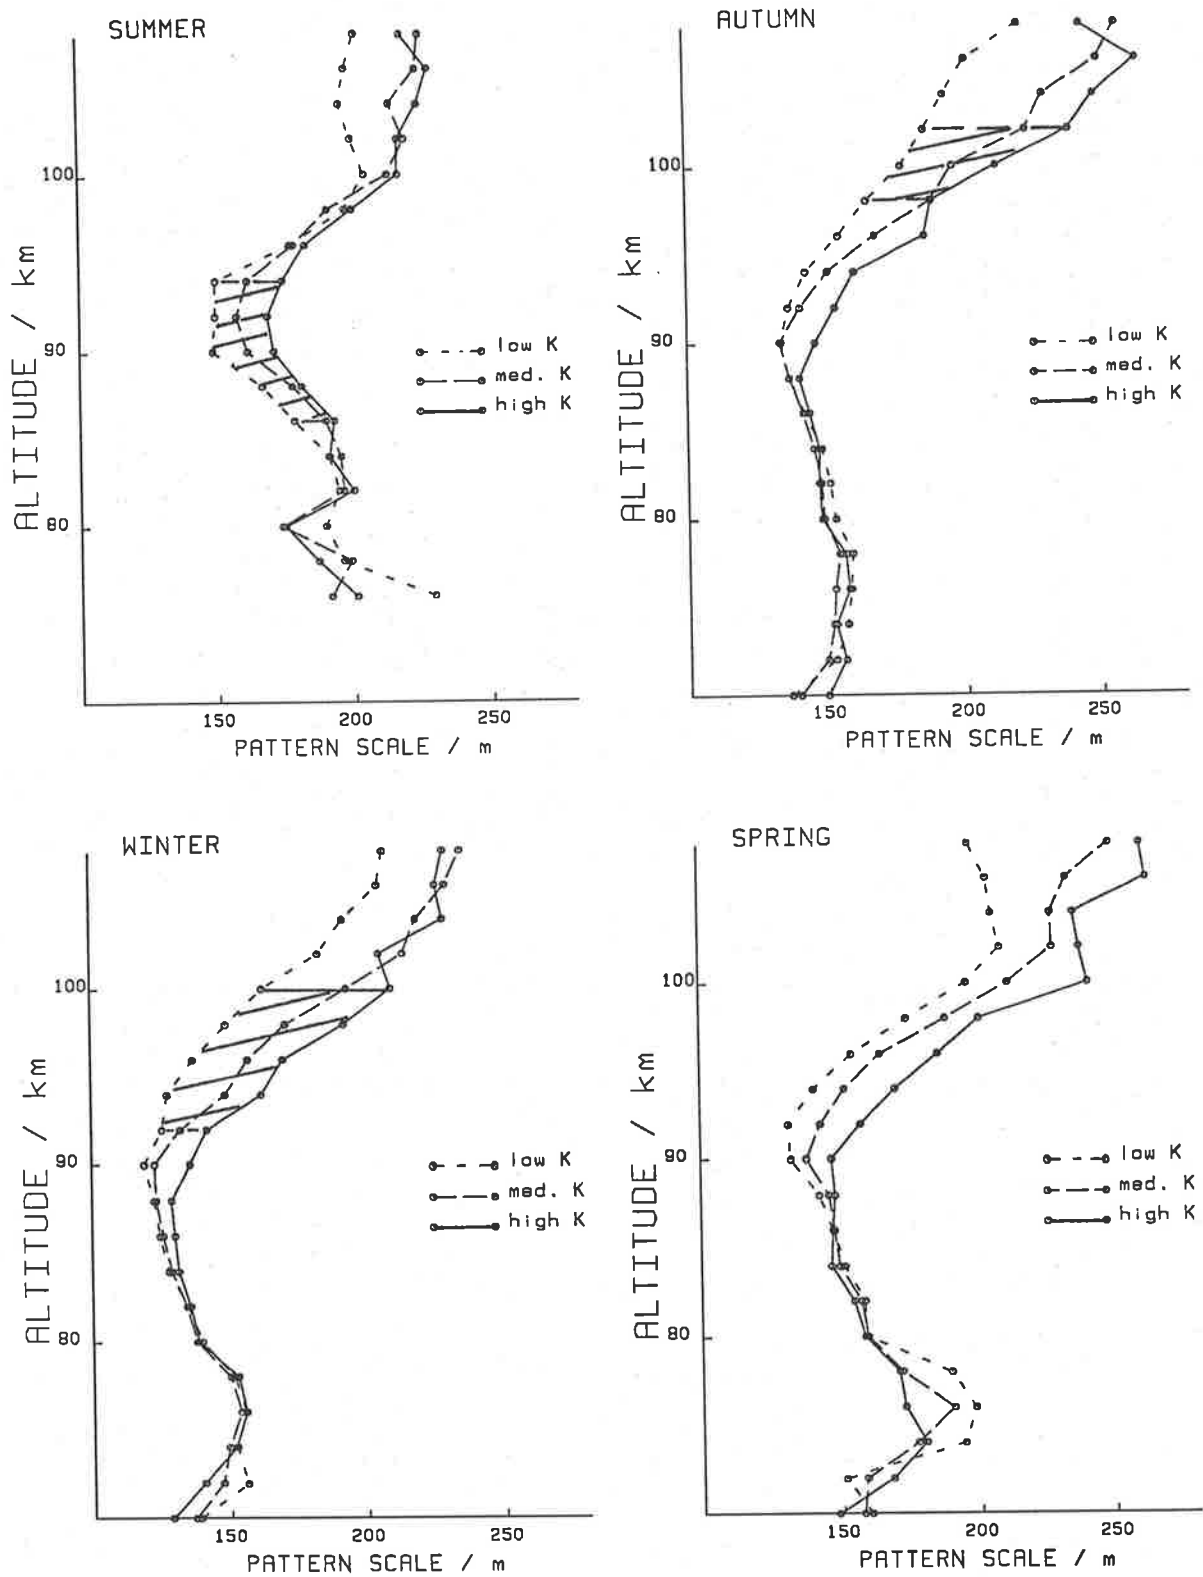 SUMMER
100
90
80
ALTITUDE / km
low K
med. K
high K
150 200 250
PATTERN SCALE / m
AUTUMN
100
90
80
ALTITUDE / km
low K
med. K
high K
150 200 250
PATTERN SCALE / m
WINTER
100
90
80
ALTITUDE / km
low K
med. K
high K
150 200 250
PATTERN SCALE / m
SPRING
100
90
80
ALTITUDE / km
low K
med. K
high K
150 200 250
PATTERN SCALE / m